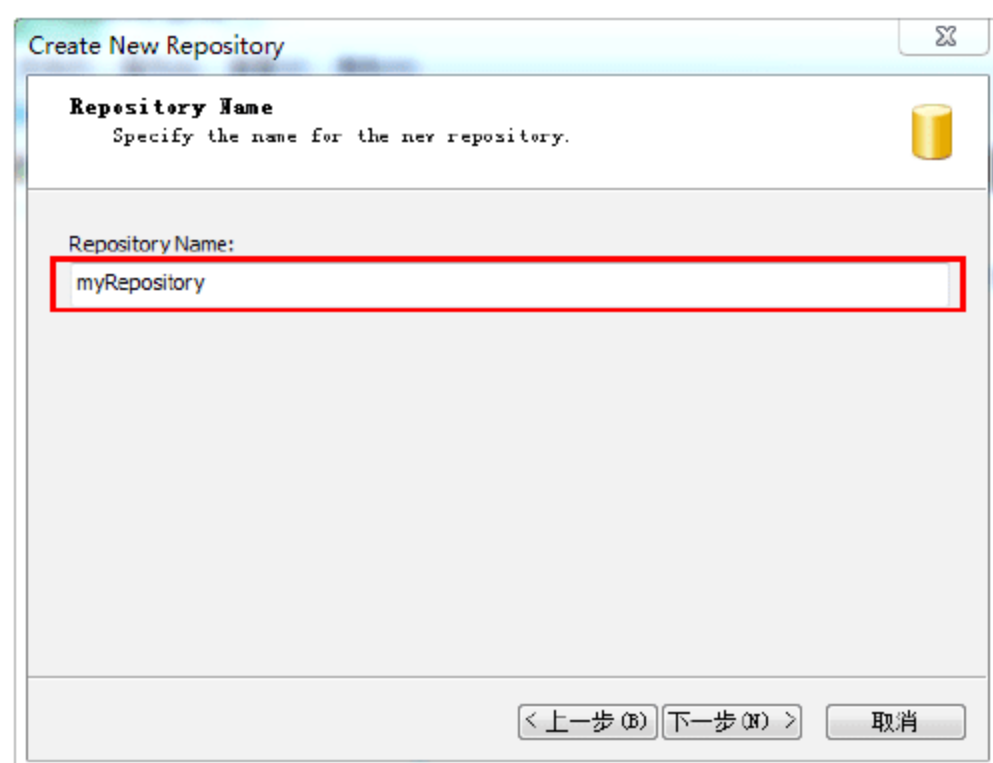 Create New Repository
Repository Name
Specify the name for the new repository.
Repository Name:
myRepository
< 上一步(B) 下一步(N) > 取消